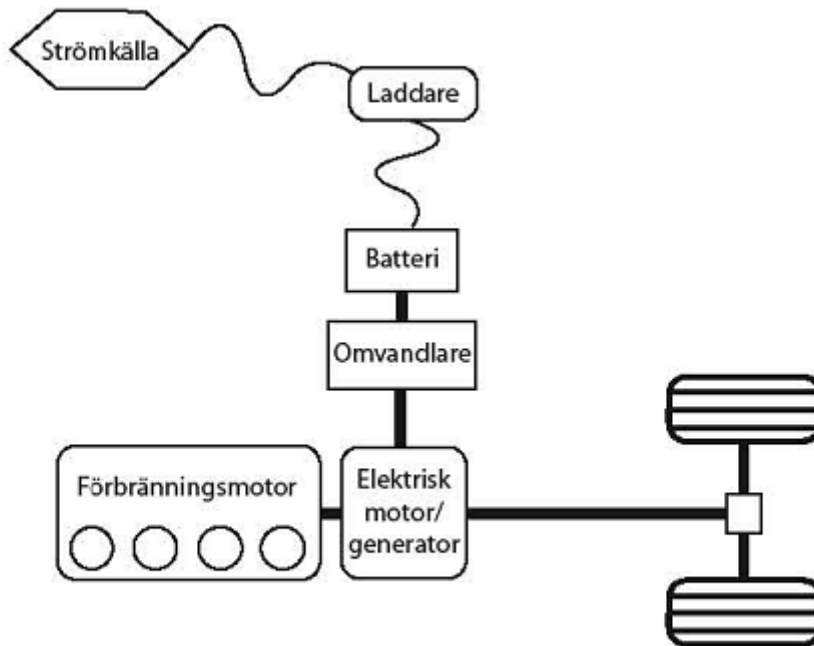 Strömkälla
Laddare
Batteri
Omvandlare
Förbränningsmotor
Elektrisk
motor/
generator